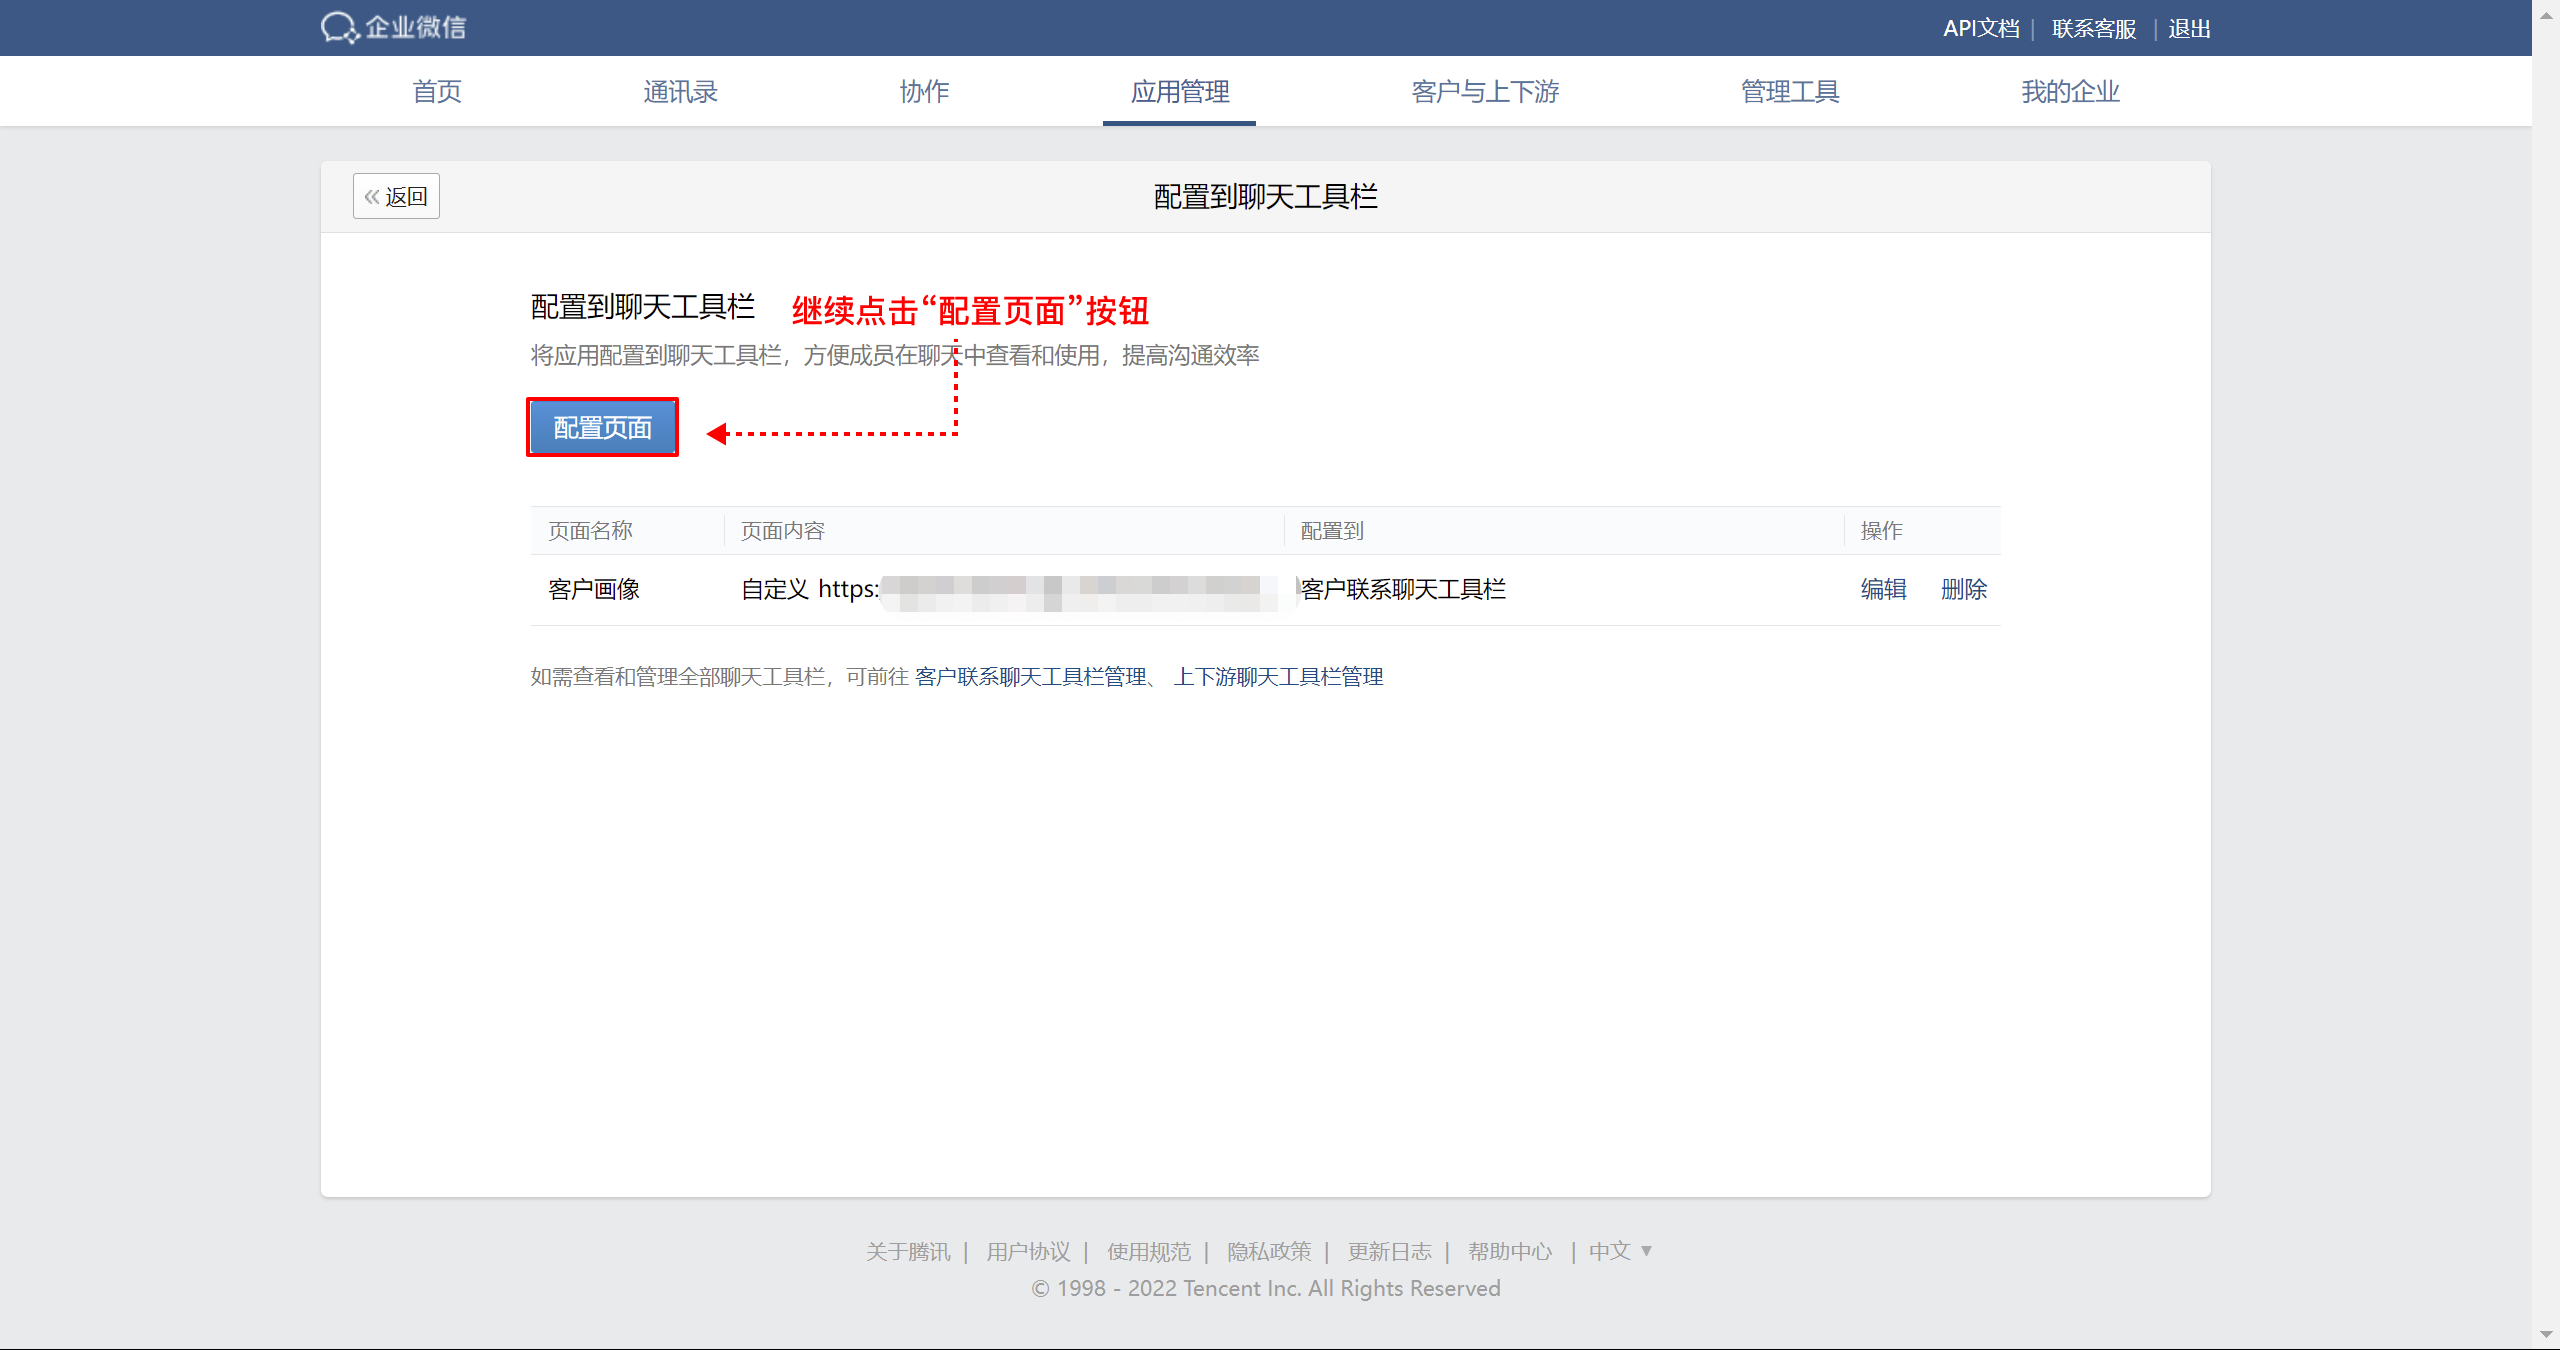 企业微信
API文档 | 联系客服 | 退出
首页 通讯录 协作 应用管理 客户与上下游 管理工具 我的企业
« 返回
配置到聊天工具栏
配置到聊天工具栏
继续点击“配置页面”按钮
将应用配置到聊天工具栏，方便成员在聊天中查看和使用，提高沟通效率
配置页面
页面名称 页面内容 配置到 操作
客户画像 自定义 https: 客户联系聊天工具栏 编辑 删除
如需查看和管理全部聊天工具栏，可前往 客户联系聊天工具栏管理、 上下游聊天工具栏管理
关于腾讯 | 用户协议 | 使用规范 | 隐私政策 | 更新日志 | 帮助中心 | 中文 ▼
© 1998 - 2022 Tencent Inc. All Rights Reserved